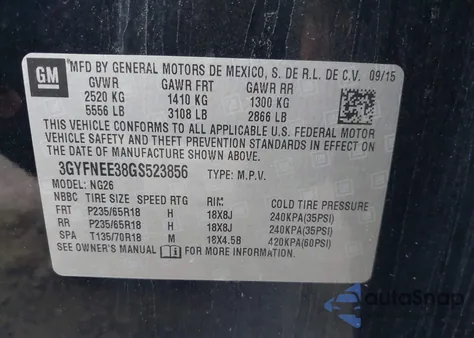 GM
MFD BY GENERAL MOTORS DE MEXICO, S. DE R.L. DE C.V. 09/15
GVWR GAWR FRT GAWR RR
2520 KG 1410 KG 1300 KG
5556 LB 3108 LB 2866 LB
THIS VEHICLE CONFORMS TO ALL APPLICABLE U.S. FEDERAL MOTOR
VEHICLE SAFETY AND THEFT PREVENTION STANDARDS IN EFFECT ON
THE DATE OF MANUFACTURE SHOWN ABOVE.
3GYFNEE38GS523856 TYPE: M.P.V.
MODEL: NG26
NBBC TIRE SIZE SPEED RTG RIM COLD TIRE PRESSURE
FRT P235/65R18 H 18X8J 240KPA(35PSI)
RR P235/65R18 H 18X8J 240KPA(35PSI)
SPA T135/70R18 M 18X4.5B 420KPA(60PSI)
SEE OWNER'S MANUAL FOR MORE INFORMATION.
AutaSnap